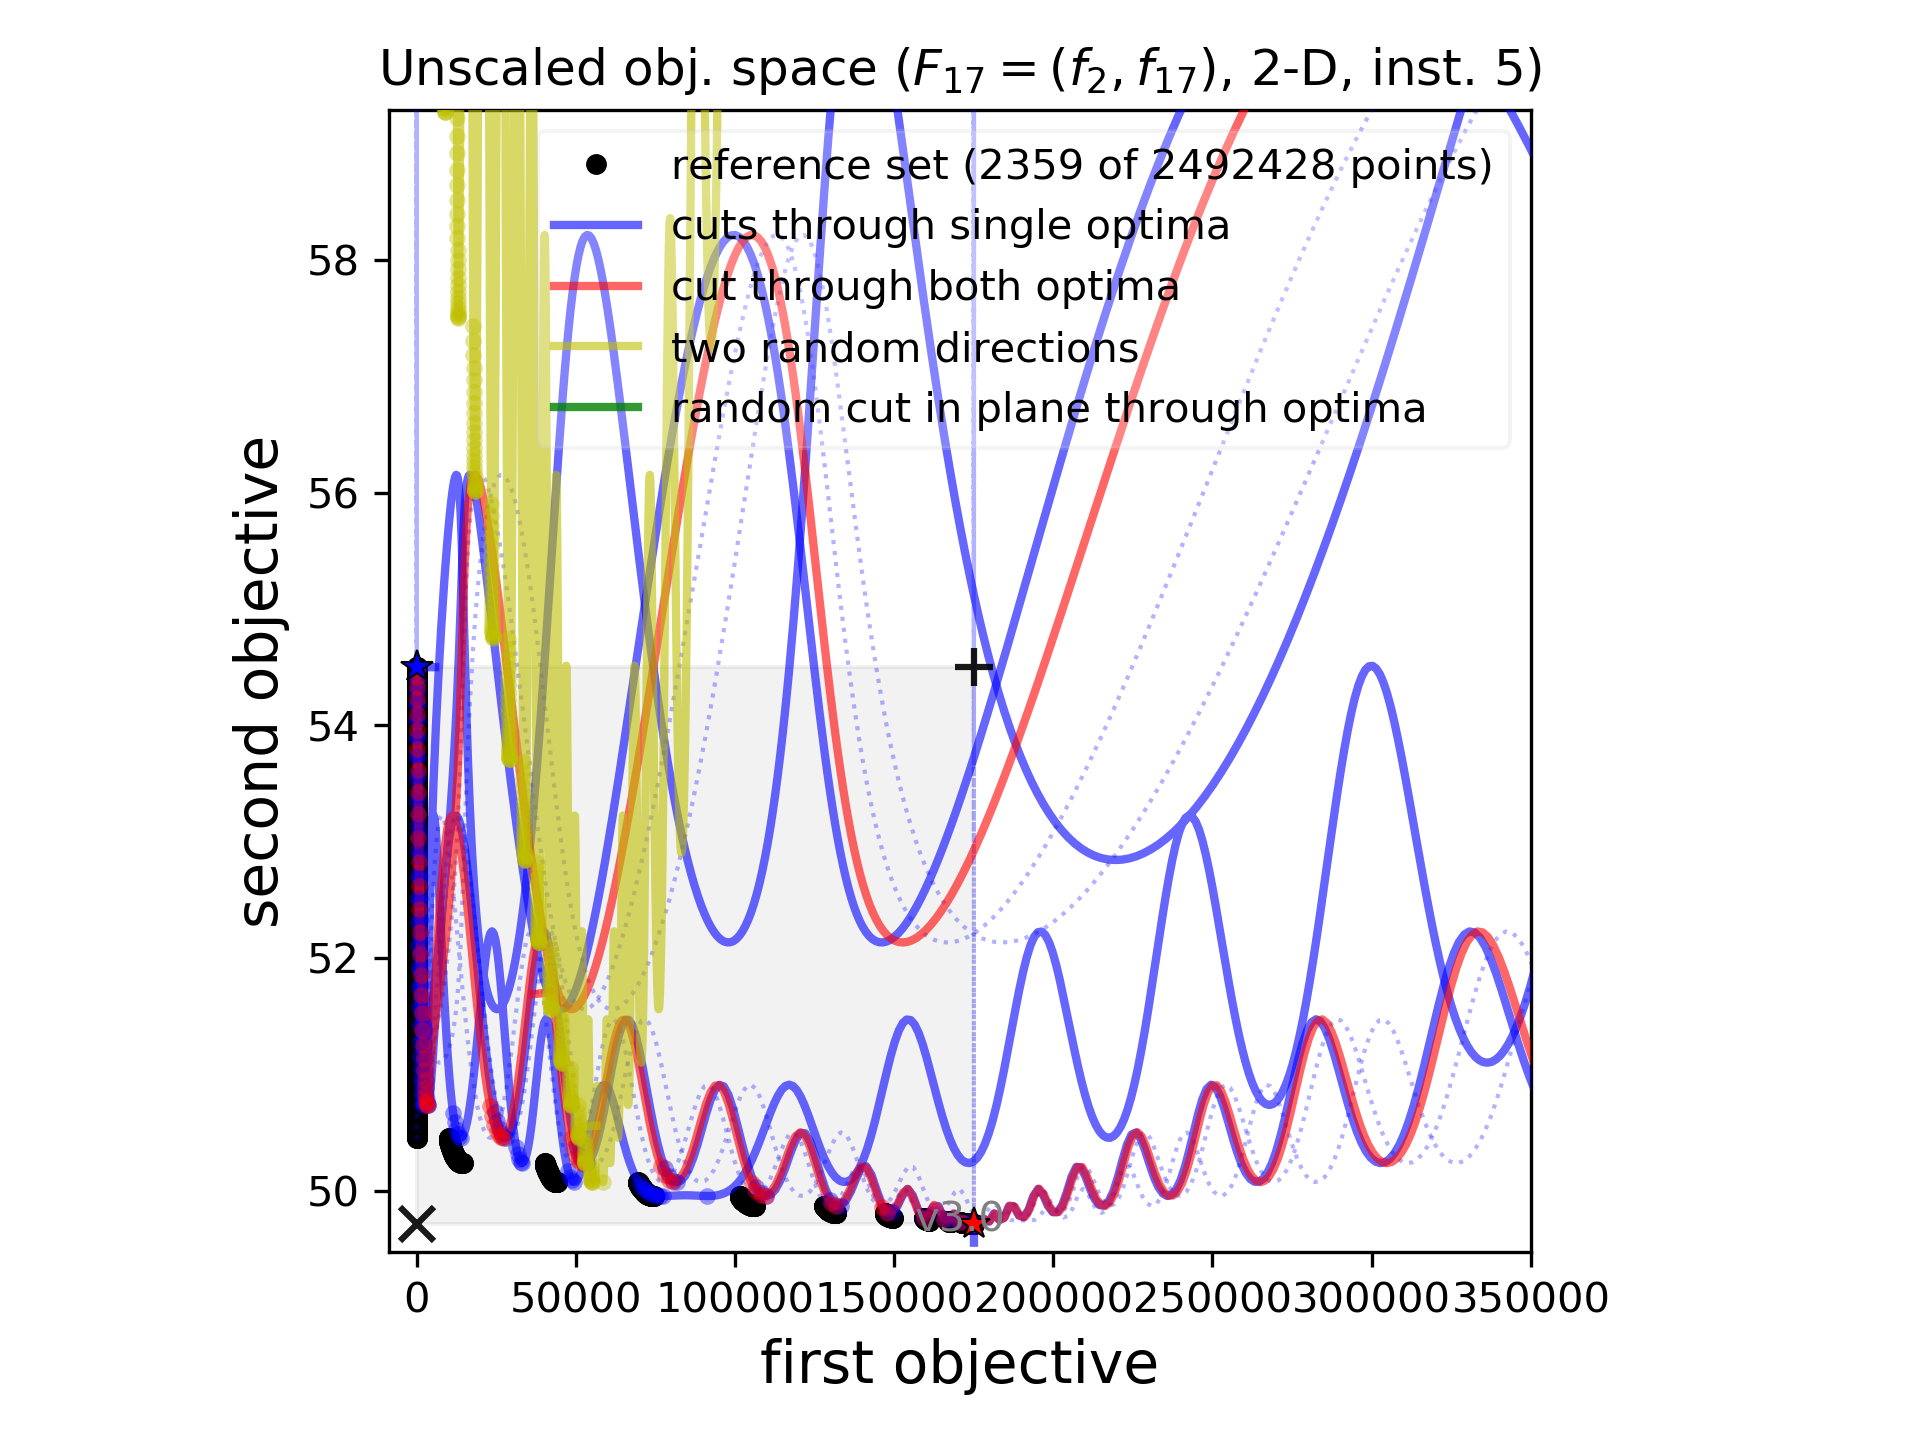 Unscaled obj. space (F17 = (f2, f17), 2-D, inst. 5)
reference set (2359 of 2492428 points)
cuts through single optima
cut through both optima
two random directions
random cut in plane through optima
58
56
54
52
50
second objective
v3.0
0 50000 100000 150000 200000 250000 300000 350000
first objective